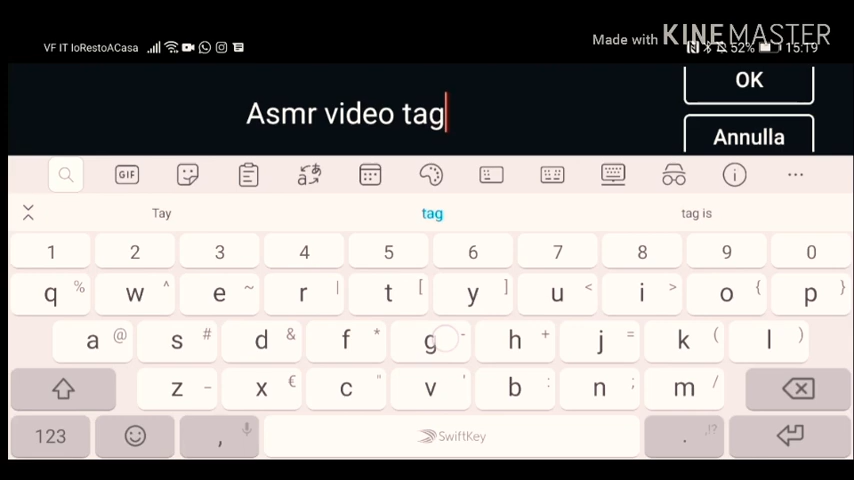 Made with KINEMASTER
VF IT IoRestoACasa 52% 15.19
OK
Asmr video tag
Annulla
GIF
Tay tag tag is
1 2 3 4 5 6 7 8 9 0
q % w ^ e ~ r | t [ y ] u < i > o { p }
a @ s # d & f * g - h + j = k ( l )
z _ x € c " v ' b : n ; m /
123 , SwiftKey . ,!?